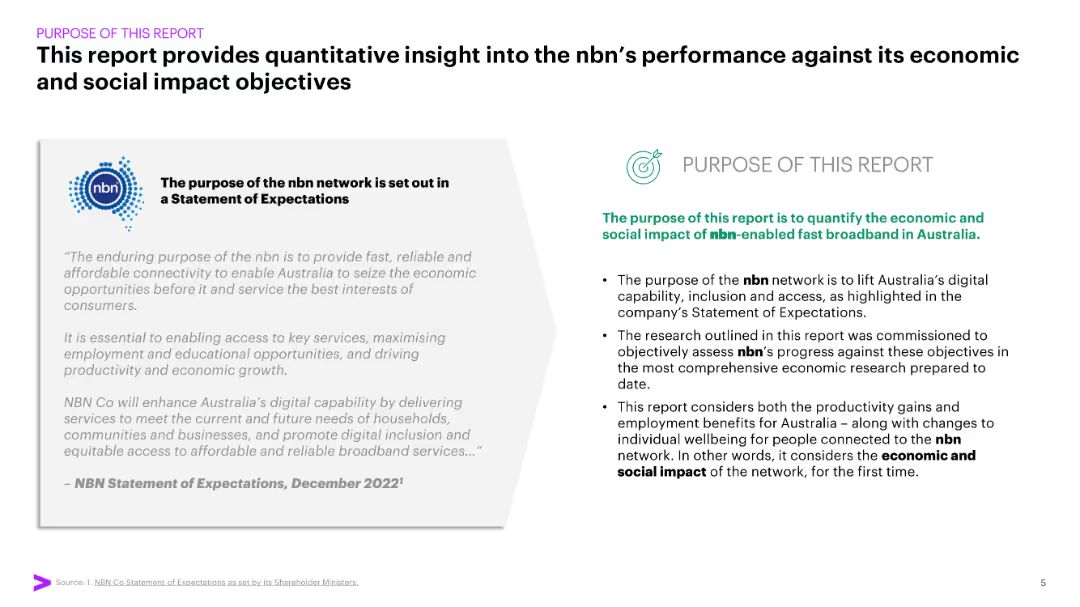 PURPOSE OF THIS REPORT
This report provides quantitative insight into the nbn’s performance against its economic
and social impact objectives
nbn
The purpose of the nbn network is set out in
a Statement of Expectations
“The enduring purpose of the nbn is to provide fast, reliable and
affordable connectivity to enable Australia to seize the economic
opportunities before it and service the best interests of
consumers.
It is essential to enabling access to key services, maximising
employment and educational opportunities, and driving
productivity and economic growth.
NBN Co will enhance Australia’s digital capability by delivering
services to meet the current and future needs of households,
communities and businesses, and promote digital inclusion and
equitable access to affordable and reliable broadband services…”
– NBN Statement of Expectations, December 2022¹
PURPOSE OF THIS REPORT
The purpose of this report is to quantify the economic and
social impact of nbn-enabled fast broadband in Australia.
• The purpose of the nbn network is to lift Australia’s digital
capability, inclusion and access, as highlighted in the
company’s Statement of Expectations.
• The research outlined in this report was commissioned to
objectively assess nbn’s progress against these objectives in
the most comprehensive economic research prepared to
date.
• This report considers both the productivity gains and
employment benefits for Australia – along with changes to
individual wellbeing for people connected to the nbn
network. In other words, it considers the economic and
social impact of the network, for the first time.
Source: 1. NBN Co Statement of Expectations as set by its Shareholder Ministers.
5